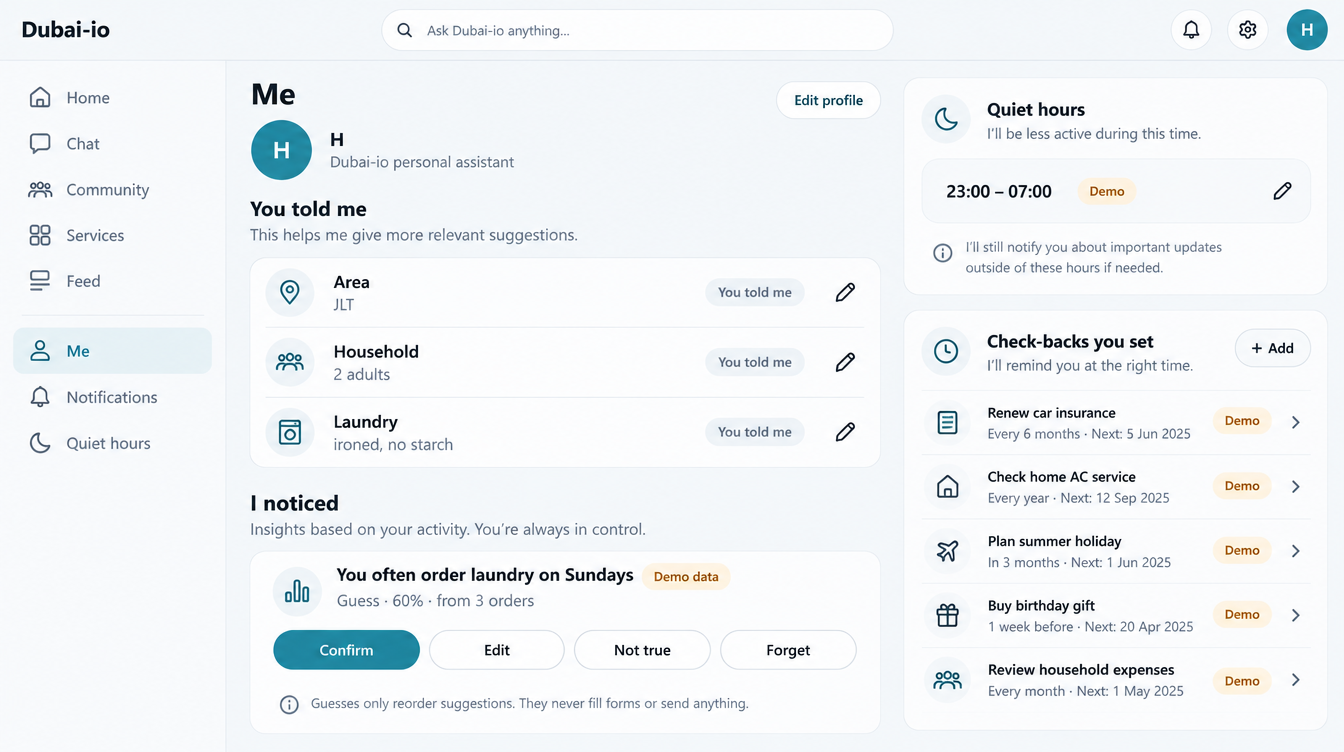 Dubai-io
Ask Dubai-io anything...
H
Home
Chat
Community
Services
Feed
Me
Notifications
Quiet hours
Me
Edit profile
H
H
Dubai-io personal assistant
You told me
This helps me give more relevant suggestions.
Area
JLT
You told me
Household
2 adults
You told me
Laundry
ironed, no starch
You told me
I noticed
Insights based on your activity. You're always in control.
You often order laundry on Sundays
Demo data
Guess · 60% · from 3 orders
Confirm
Edit
Not true
Forget
Guesses only reorder suggestions. They never fill forms or send anything.
Quiet hours
I'll be less active during this time.
23:00 – 07:00
Demo
I'll still notify you about important updates
outside of these hours if needed.
Check-backs you set
I'll remind you at the right time.
+ Add
Renew car insurance
Every 6 months · Next: 5 Jun 2025
Demo
Check home AC service
Every year · Next: 12 Sep 2025
Demo
Plan summer holiday
In 3 months · Next: 1 Jun 2025
Demo
Buy birthday gift
1 week before · Next: 20 Apr 2025
Demo
Review household expenses
Every month · Next: 1 May 2025
Demo